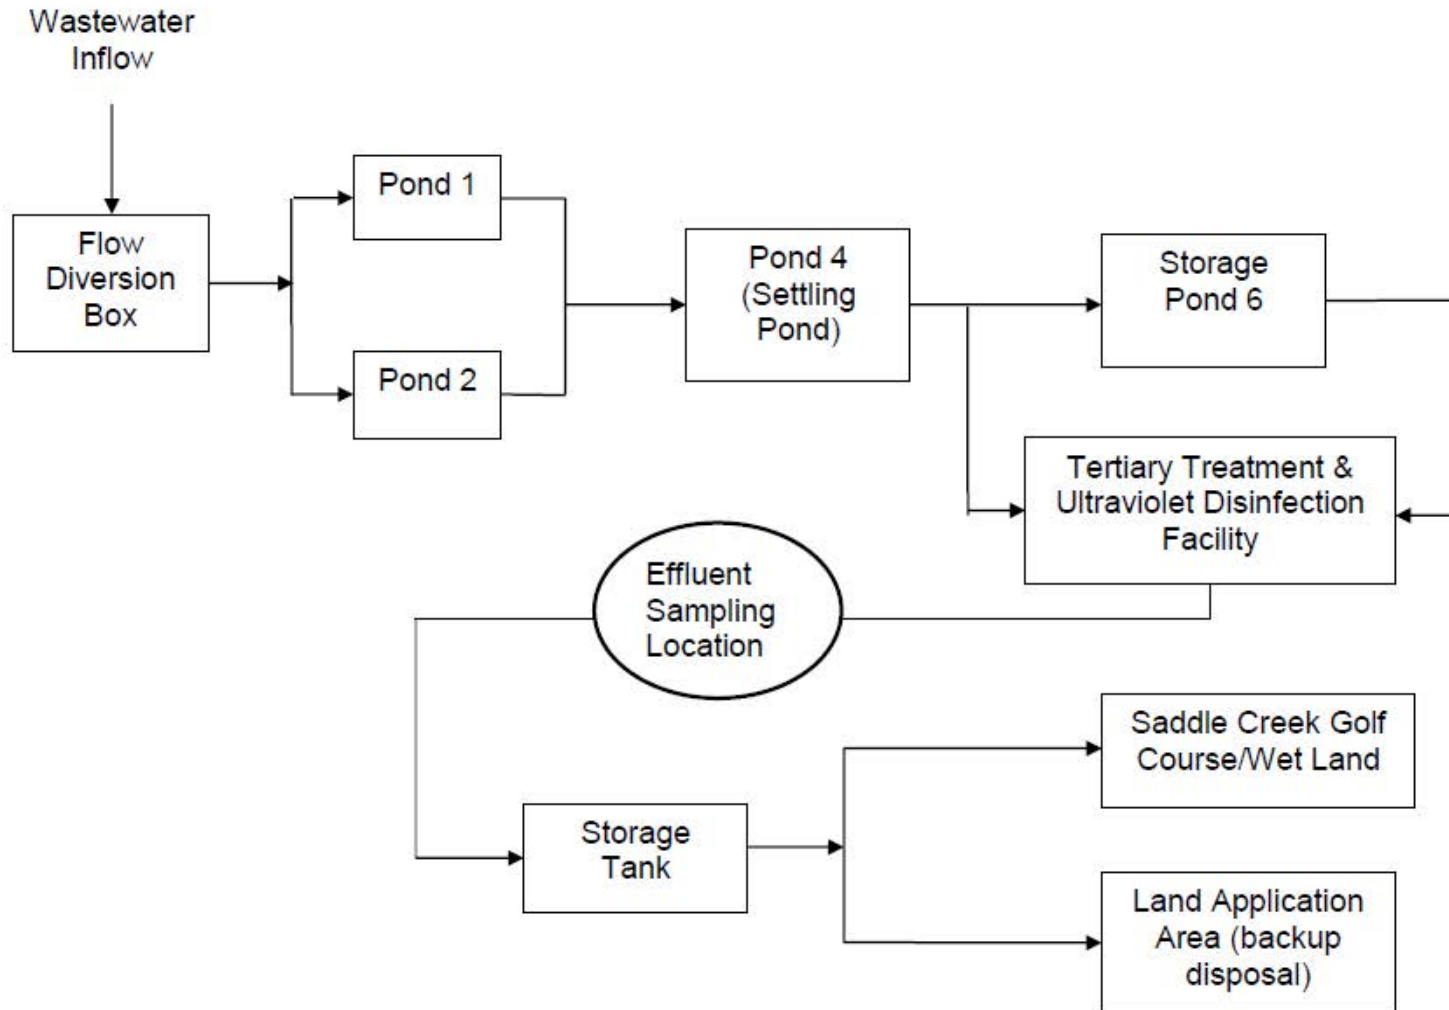 Wastewater
Inflow
Flow
Diversion
Box
Pond 1
Pond 2
Pond 4
(Settling
Pond)
Storage
Pond 6
Tertiary Treatment &
Ultraviolet Disinfection
Facility
Effluent
Sampling
Location
Storage
Tank
Saddle Creek Golf
Course/Wet Land
Land Application
Area (backup
disposal)